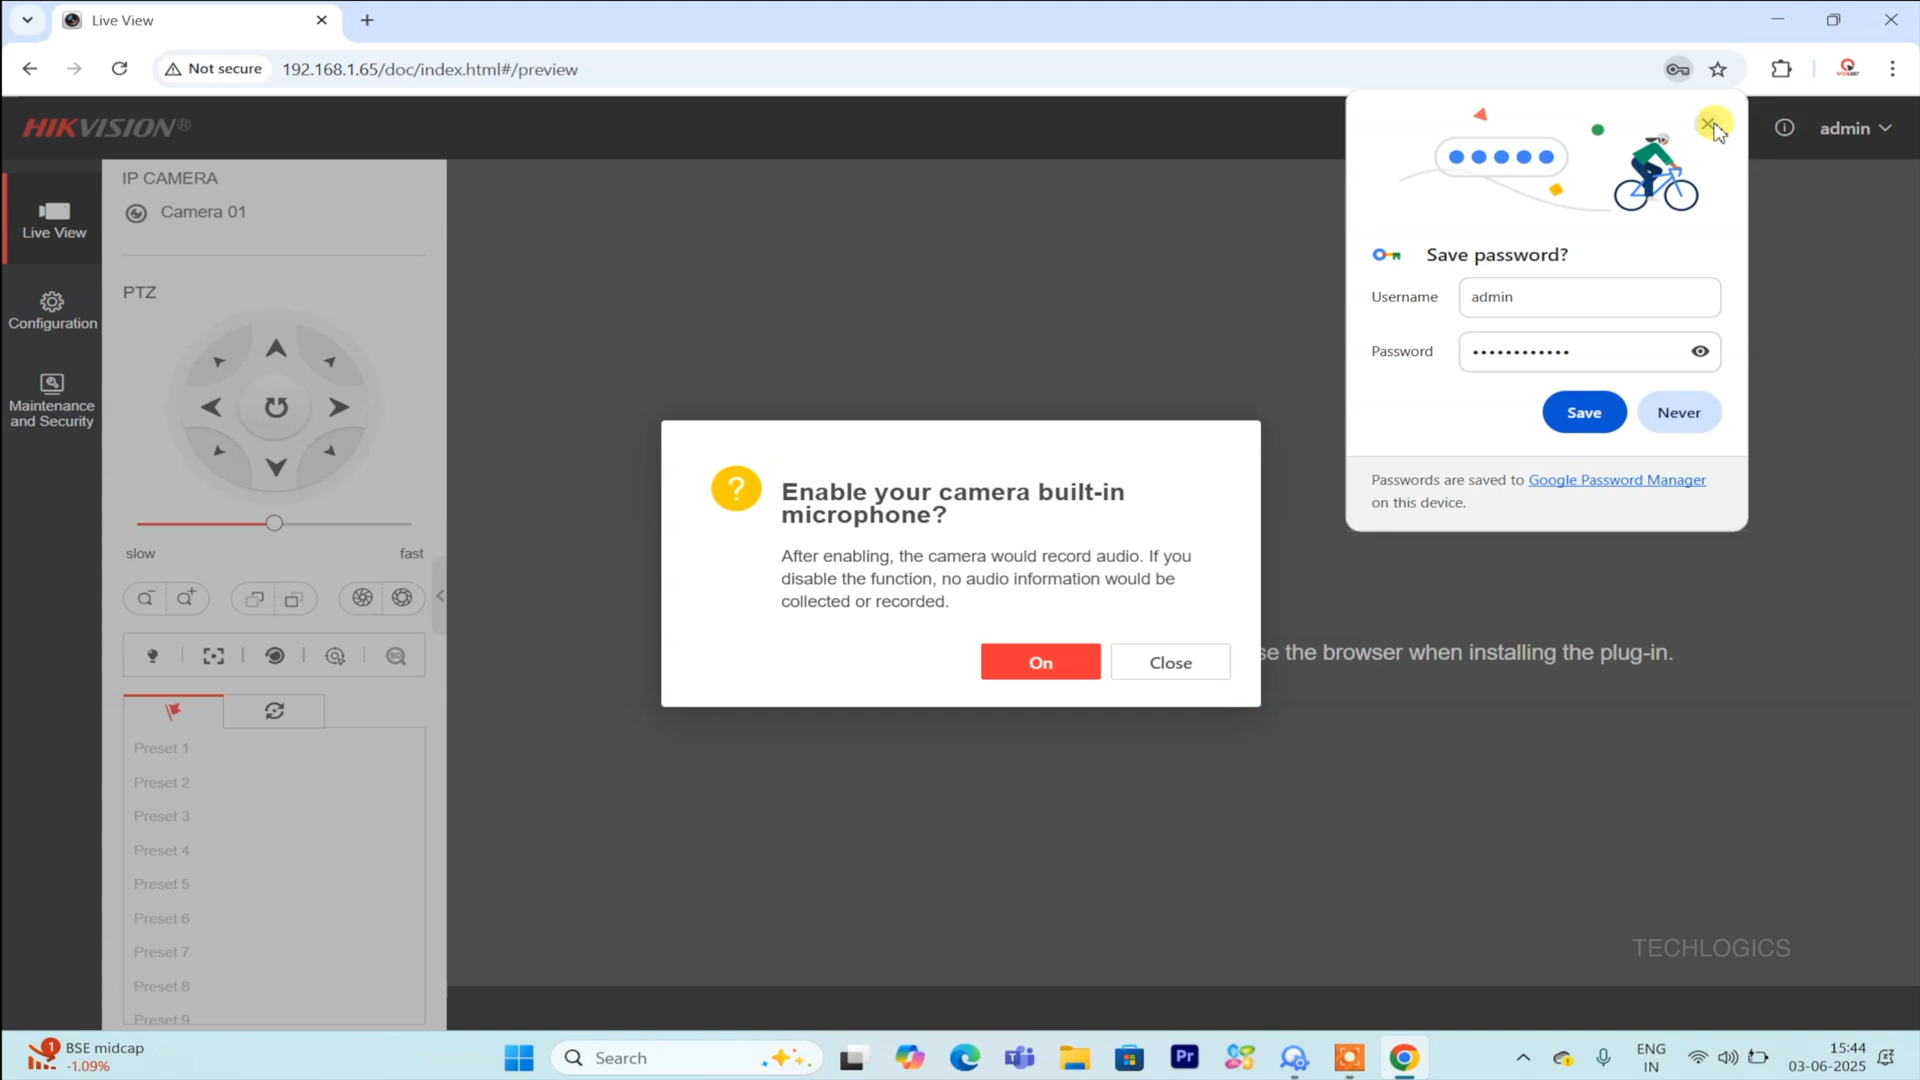 Live View
Not secure
192.168.1.65/doc/index.html#/preview
HIKVISION®
admin
Live View
Configuration
Maintenance
and Security
IP CAMERA
Camera 01
PTZ
slow
fast
Preset 1
Preset 2
Preset 3
Preset 4
Preset 5
Preset 6
Preset 7
Preset 8
Preset 9
Save password?
Username
admin
Password
••••••••••••
Save
Never
Passwords are saved to Google Password Manager
on this device.
Enable your camera built-in
microphone?
After enabling, the camera would record audio. If you
disable the function, no audio information would be
collected or recorded.
On
Close
se the browser when installing the plug-in.
TECHLOGICS
1
BSE midcap
-1.09%
Search
Pr
ENG
IN
15:44
03-06-2025